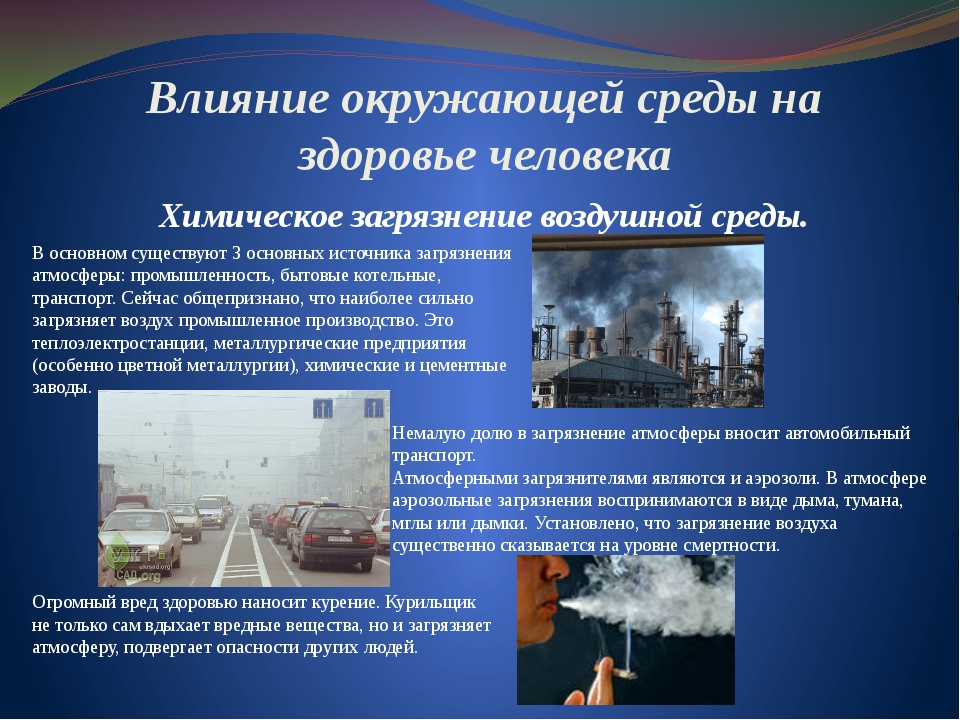 Влияние окружающей среды на
здоровье человека
Химическое загрязнение воздушной среды.
В основном существуют 3 основных источника загрязнения
атмосферы: промышленность, бытовые котельные,
транспорт. Сейчас общепризнано, что наиболее сильно
загрязняет воздух промышленное производство. Это
теплоэлектростанции, металлургические предприятия
(особенно цветной металлургии), химические и цементные
заводы.
Немалую долю в загрязнение атмосферы вносит автомобильный
транспорт.
Атмосферными загрязнителями являются и аэрозоли. В атмосфере
аэрозольные загрязнения воспринимаются в виде дыма, тумана,
мглы или дымки. Установлено, что загрязнение воздуха
существенно сказывается на уровне смертности.
ukrsad.org
САД.org
Огромный вред здоровью наносит курение. Курильщик
не только сам вдыхает вредные вещества, но и загрязняет
атмосферу, подвергает опасности других людей.